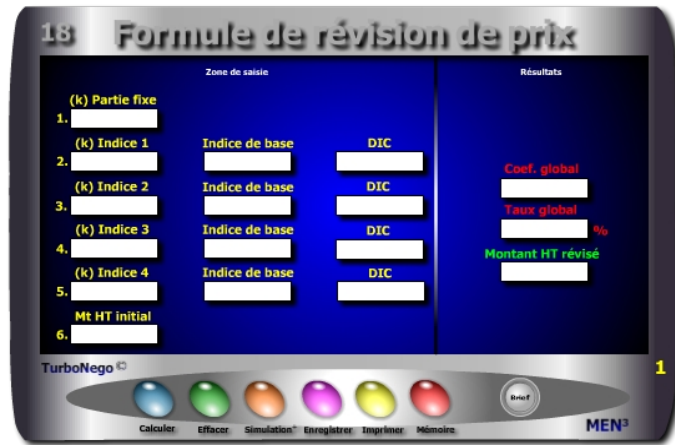 18 Formule de révision de prix
Zone de saisie Résultats
(k) Partie fixe
1.
(k) Indice 1 Indice de base DIC
2.
Coef. global
(k) Indice 2 Indice de base DIC
3.
Taux global
(k) Indice 3 Indice de base DIC
%
4.
Montant HT révisé
(k) Indice 4 Indice de base DIC
5.
Mt HT initial
6.
TurboNego © 1
Brief
Calculer Effacer Simulation* Enregistrer Imprimer Mémoire MEN³